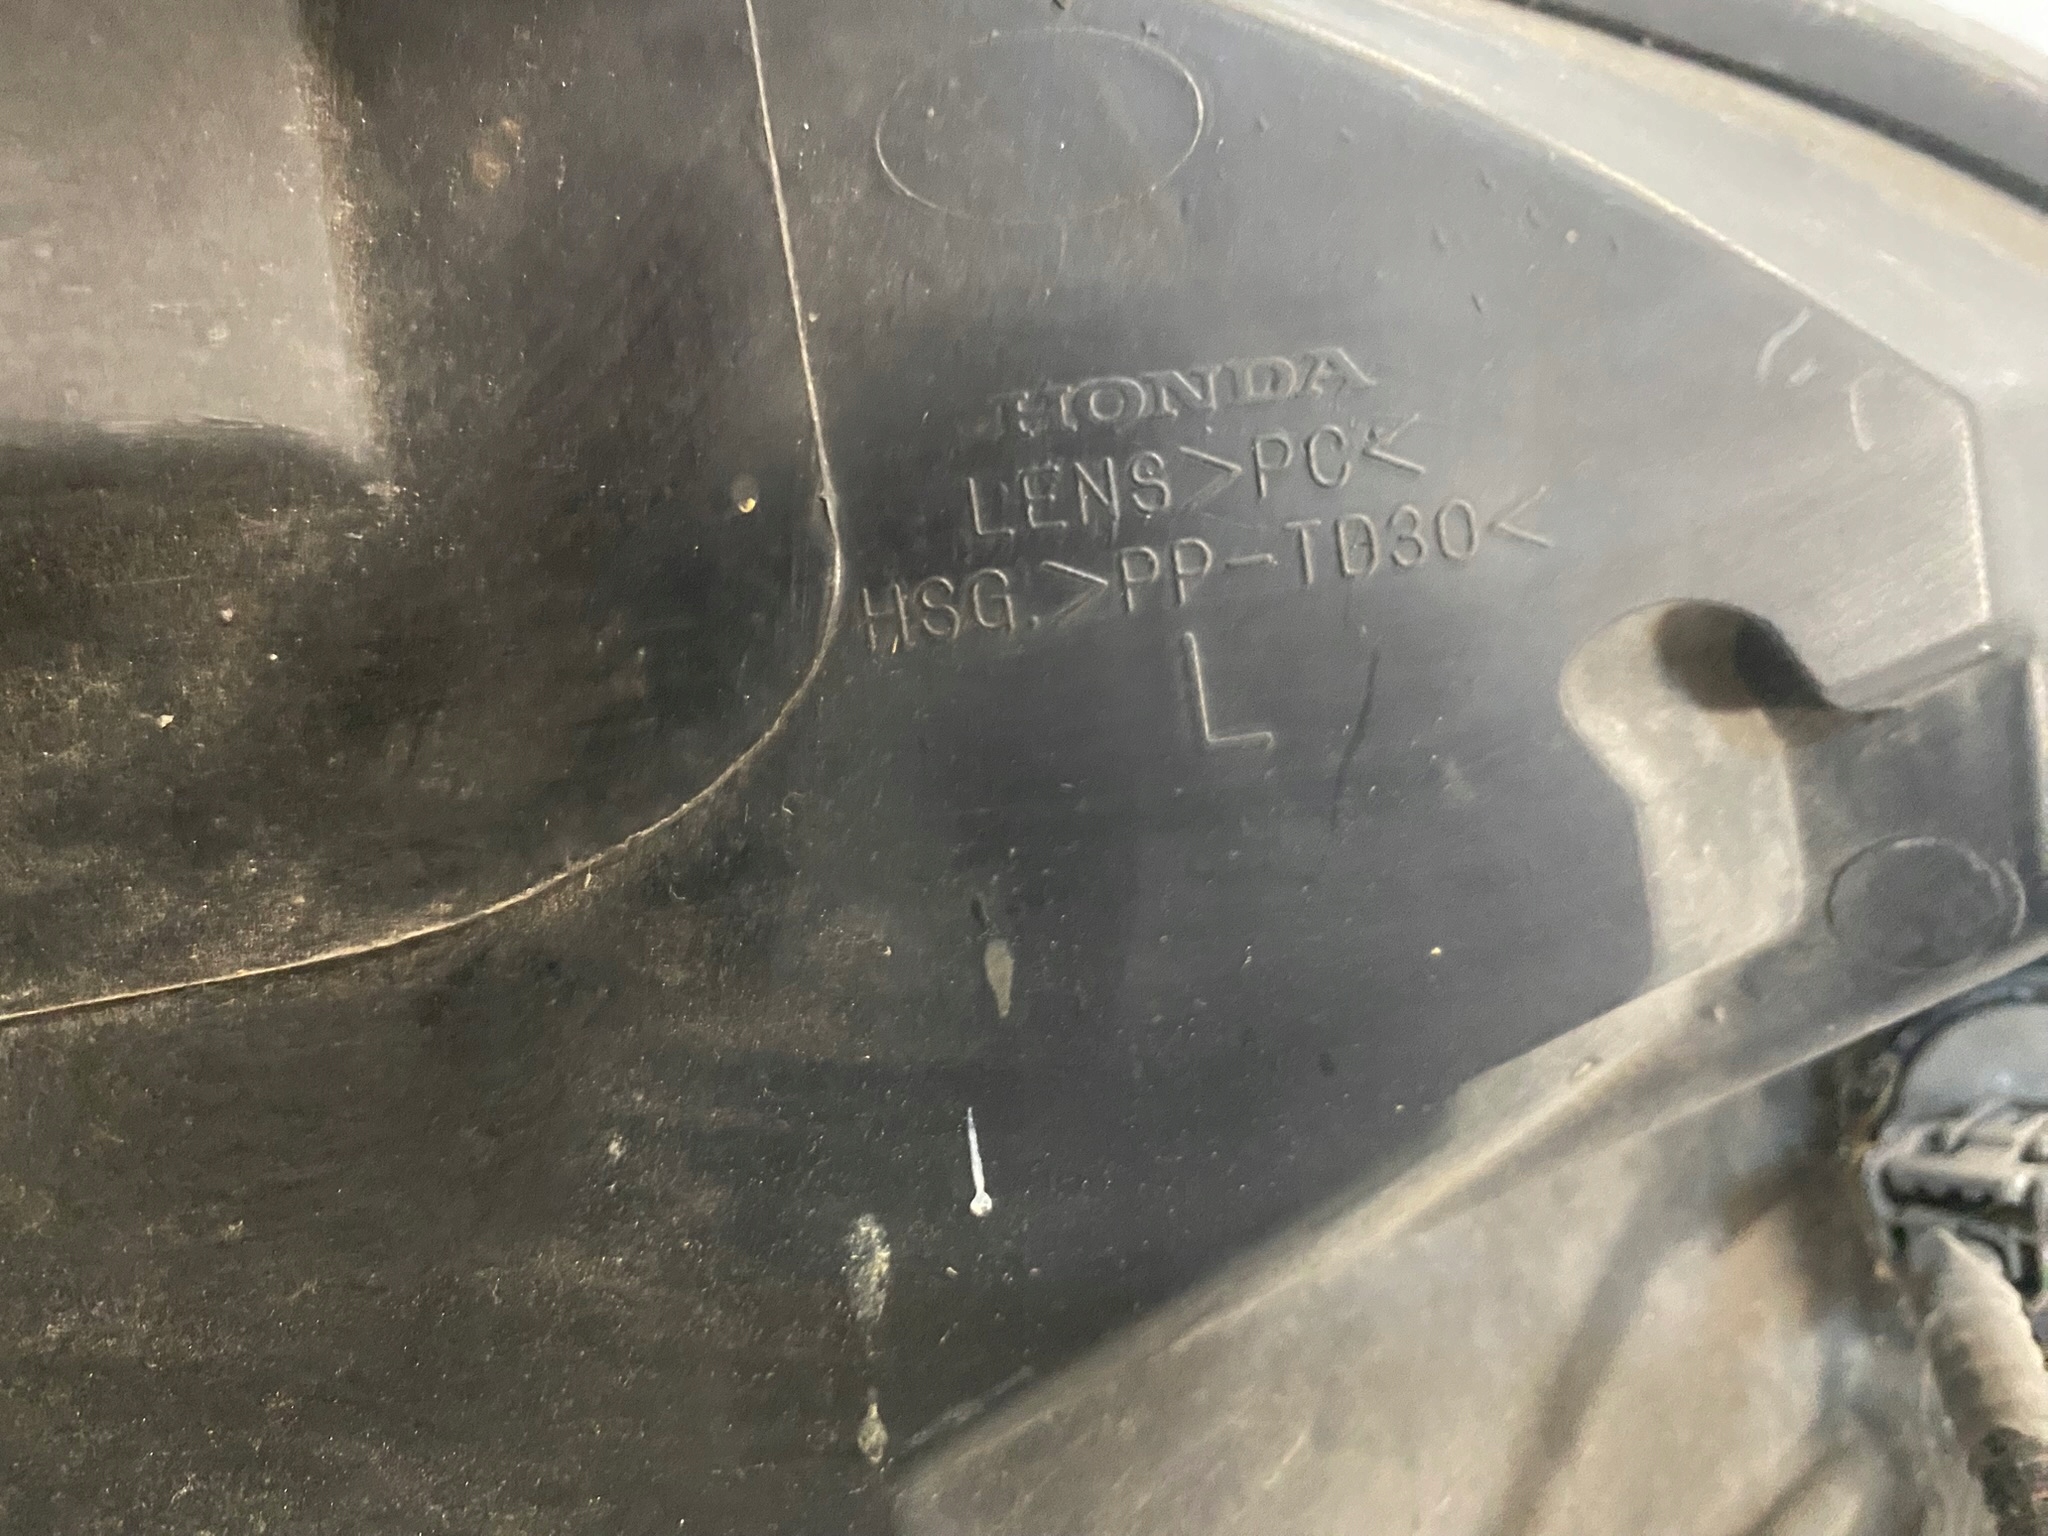 HONDA
LENS>PC<
HSG.>PP-TD30<
L